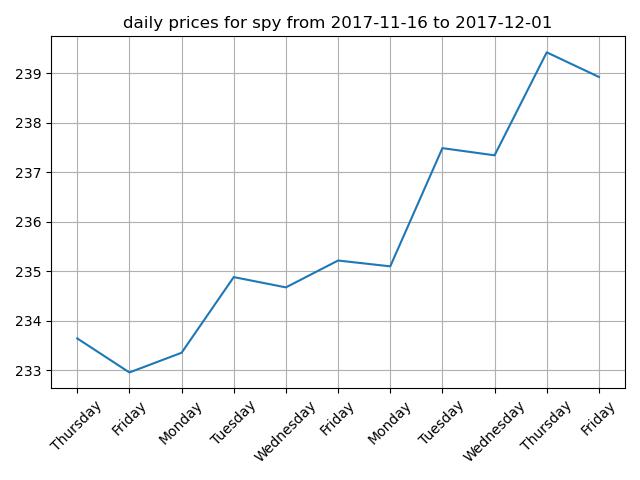 daily prices for spy from 2017-11-16 to 2017-12-01
239
238
237
236
235
234
233
Thursday
Friday
Monday
Tuesday
Wednesday
Friday
Monday
Tuesday
Wednesday
Thursday
Friday